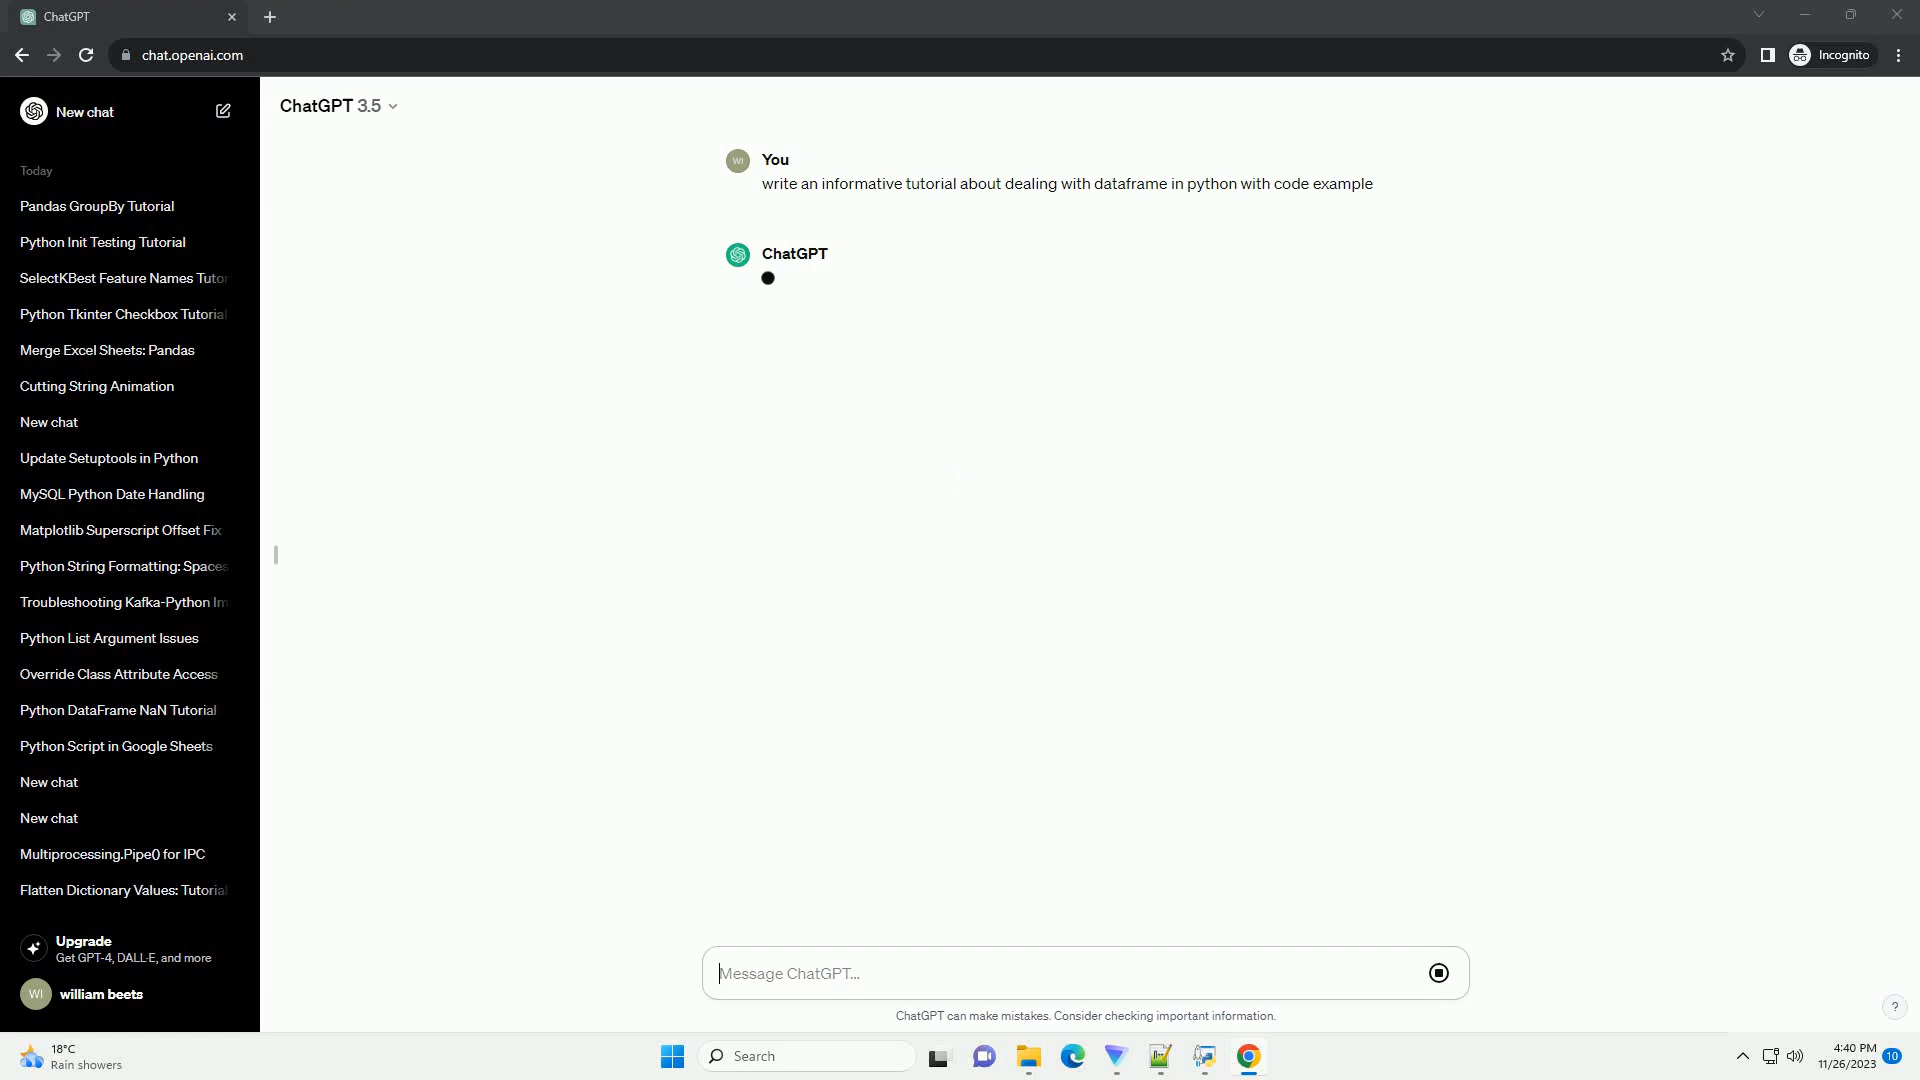 ChatGPT
chat.openai.com
Incognito
New chat
ChatGPT 3.5
Today
Pandas GroupBy Tutorial
Python Init Testing Tutorial
SelectKBest Feature Names Tutor
Python Tkinter Checkbox Tutorial
Merge Excel Sheets: Pandas
Cutting String Animation
New chat
Update Setuptools in Python
MySQL Python Date Handling
Matplotlib Superscript Offset Fix
Python String Formatting: Spaces
Troubleshooting Kafka-Python Im
Python List Argument Issues
Override Class Attribute Access
Python DataFrame NaN Tutorial
Python Script in Google Sheets
New chat
New chat
Multiprocessing.Pipe() for IPC
Flatten Dictionary Values: Tutorial
Upgrade
Get GPT-4, DALL·E, and more
WI
william beets
WI
You
write an informative tutorial about dealing with dataframe in python with code example
ChatGPT
Message ChatGPT...
ChatGPT can make mistakes. Consider checking important information.
?
18°C
Rain showers
Search
4:40 PM
11/26/2023
10